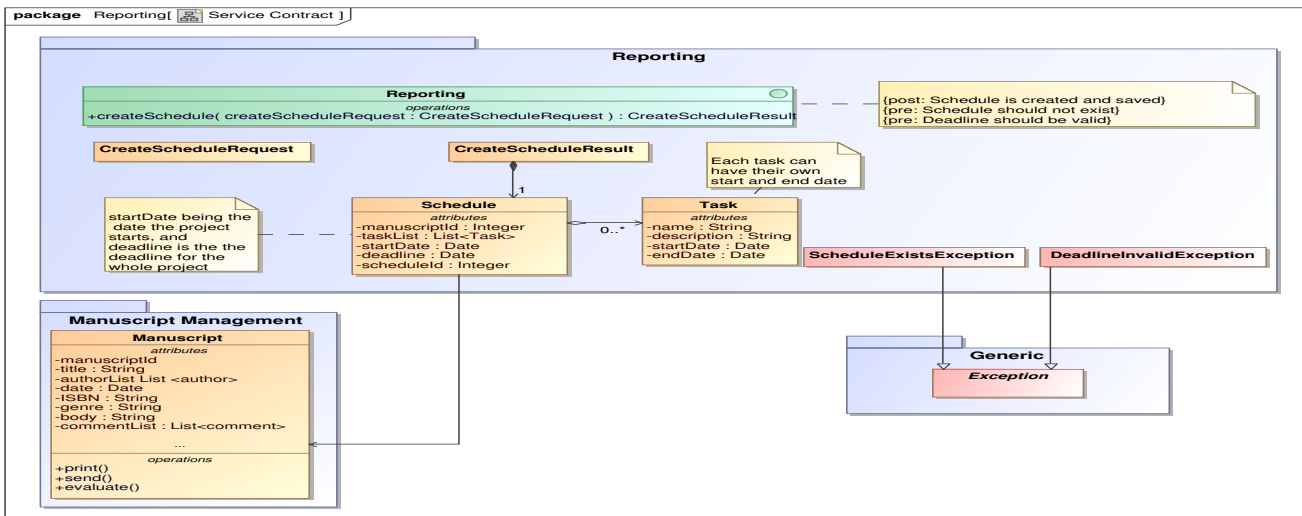 package Reporting[ Service Contract ]
Reporting
Reporting
operations
+createSchedule( createScheduleRequest : CreateScheduleRequest ) : CreateScheduleResult
{post: Schedule is created and saved}
{pre: Schedule should not exist}
{pre: Deadline should be valid}
CreateScheduleRequest
CreateScheduleResult
Each task can
have their own
start and end date
1
startDate being the
date the project
starts, and
deadline is the the
deadline for the
whole project
Schedule
attributes
-manuscriptId : Integer
-taskList : List<Task>
-startDate : Date
-deadline : Date
-scheduleId : Integer
0..*
Task
attributes
-name : String
-description : String
-startDate : Date
-endDate : Date
ScheduleExistsException
DeadlineInvalidException
Manuscript Management
Manuscript
attributes
-manuscriptId
-title : String
-authorList List <author>
-date : Date
-ISBN : String
-genre : String
-body : String
-commentList : List<comment>
...
operations
+print()
+send()
+evaluate()
Generic
Exception